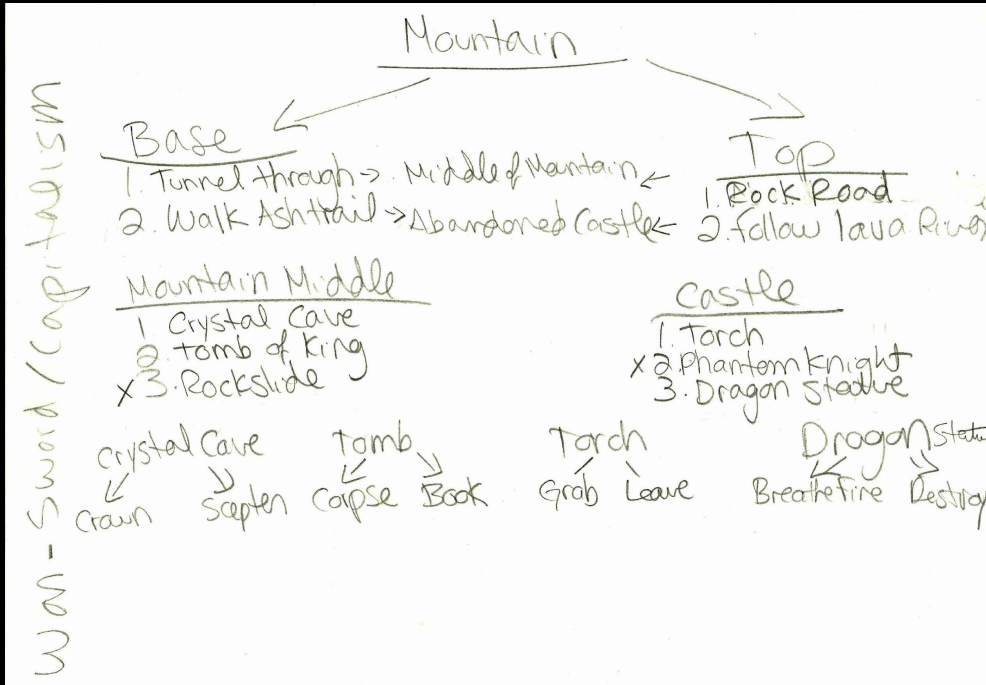 Mountain
Base
1. Tunnel through → Middle of Mountain ←
2. Walk Ash trail → Abandoned Castle ←
Top
1. Rock Road
2. follow lava River
Mountain Middle
1 Crystal Cave
2. tomb of King
x 3. Rockslide
Castle
1. Torch
x 2. Phantom Knight
3. Dragon Statue
Crystal Cave
Crown
Scepter
Tomb
Corpse
Book
Torch
Grab
Leave
Dragon Statu
Breathe Fire
Destroy
War - Sword / Capitalism